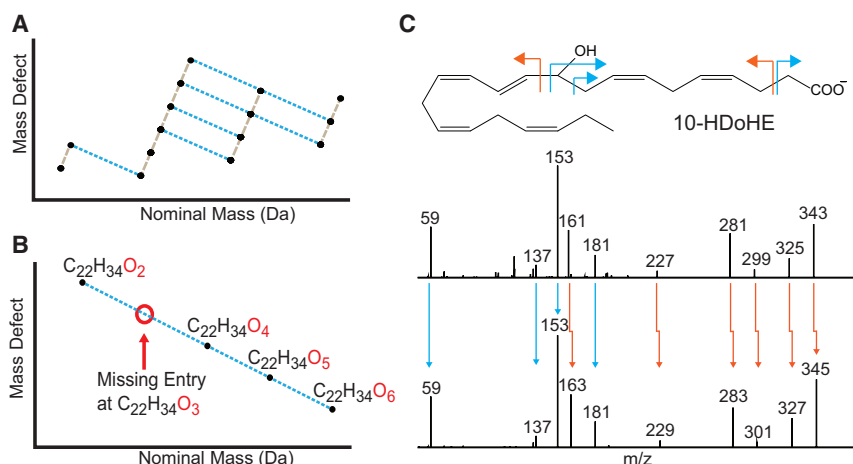 A
Mass Defect
Nominal Mass (Da)
B
Mass Defect
C₂₂H₃₄O₂
C₂₂H₃₄O₄
C₂₂H₃₄O₅
C₂₂H₃₄O₆
Missing Entry
at C₂₂H₃₄O₃
Nominal Mass (Da)
C
OH
COO⁻
10-HDoHE
59
137
153
161
181
227
281
299
325
343
59
137
153
163
181
229
283
301
327
345
m/z